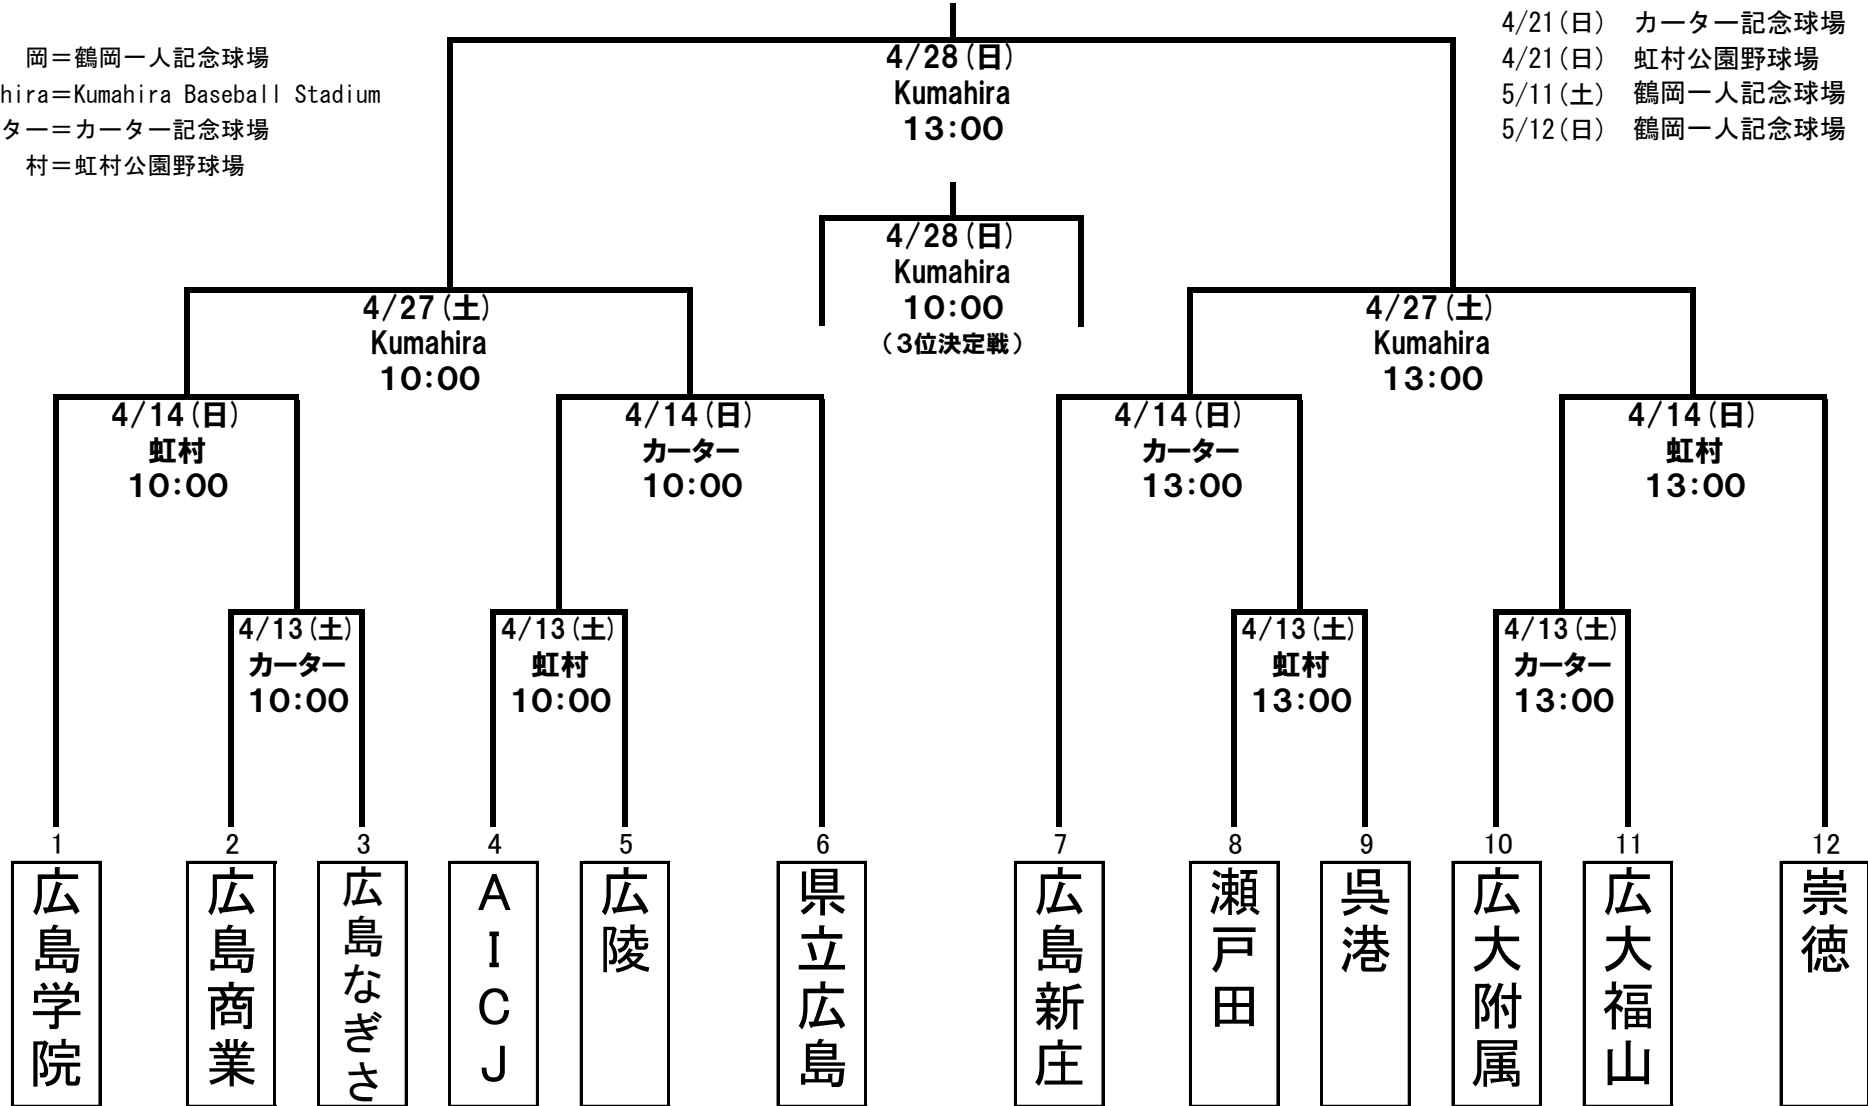 岡＝鶴岡一人記念球場
hira＝Kumahira Baseball Stadium
ター＝カーター記念球場
村＝虹村公園野球場
4/21(日) カーター記念球場
4/21(日) 虹村公園野球場
5/11(土) 鶴岡一人記念球場
5/12(日) 鶴岡一人記念球場
4/28(日)
Kumahira
13:00
4/28(日)
Kumahira
10:00
（3位決定戦）
4/27(土)
Kumahira
10:00
4/27(土)
Kumahira
13:00
4/14(日)
虹村
10:00
4/14(日)
カーター
10:00
4/14(日)
カーター
13:00
4/14(日)
虹村
13:00
4/13(土)
カーター
10:00
4/13(土)
虹村
10:00
4/13(土)
虹村
13:00
4/13(土)
カーター
13:00
1
広島学院
2
広島商業
3
広島なぎさ
4
AICJ
5
広陵
6
県立広島
7
広島新庄
8
瀬戸田
9
呉港
10
広大附属
11
広大福山
12
崇徳